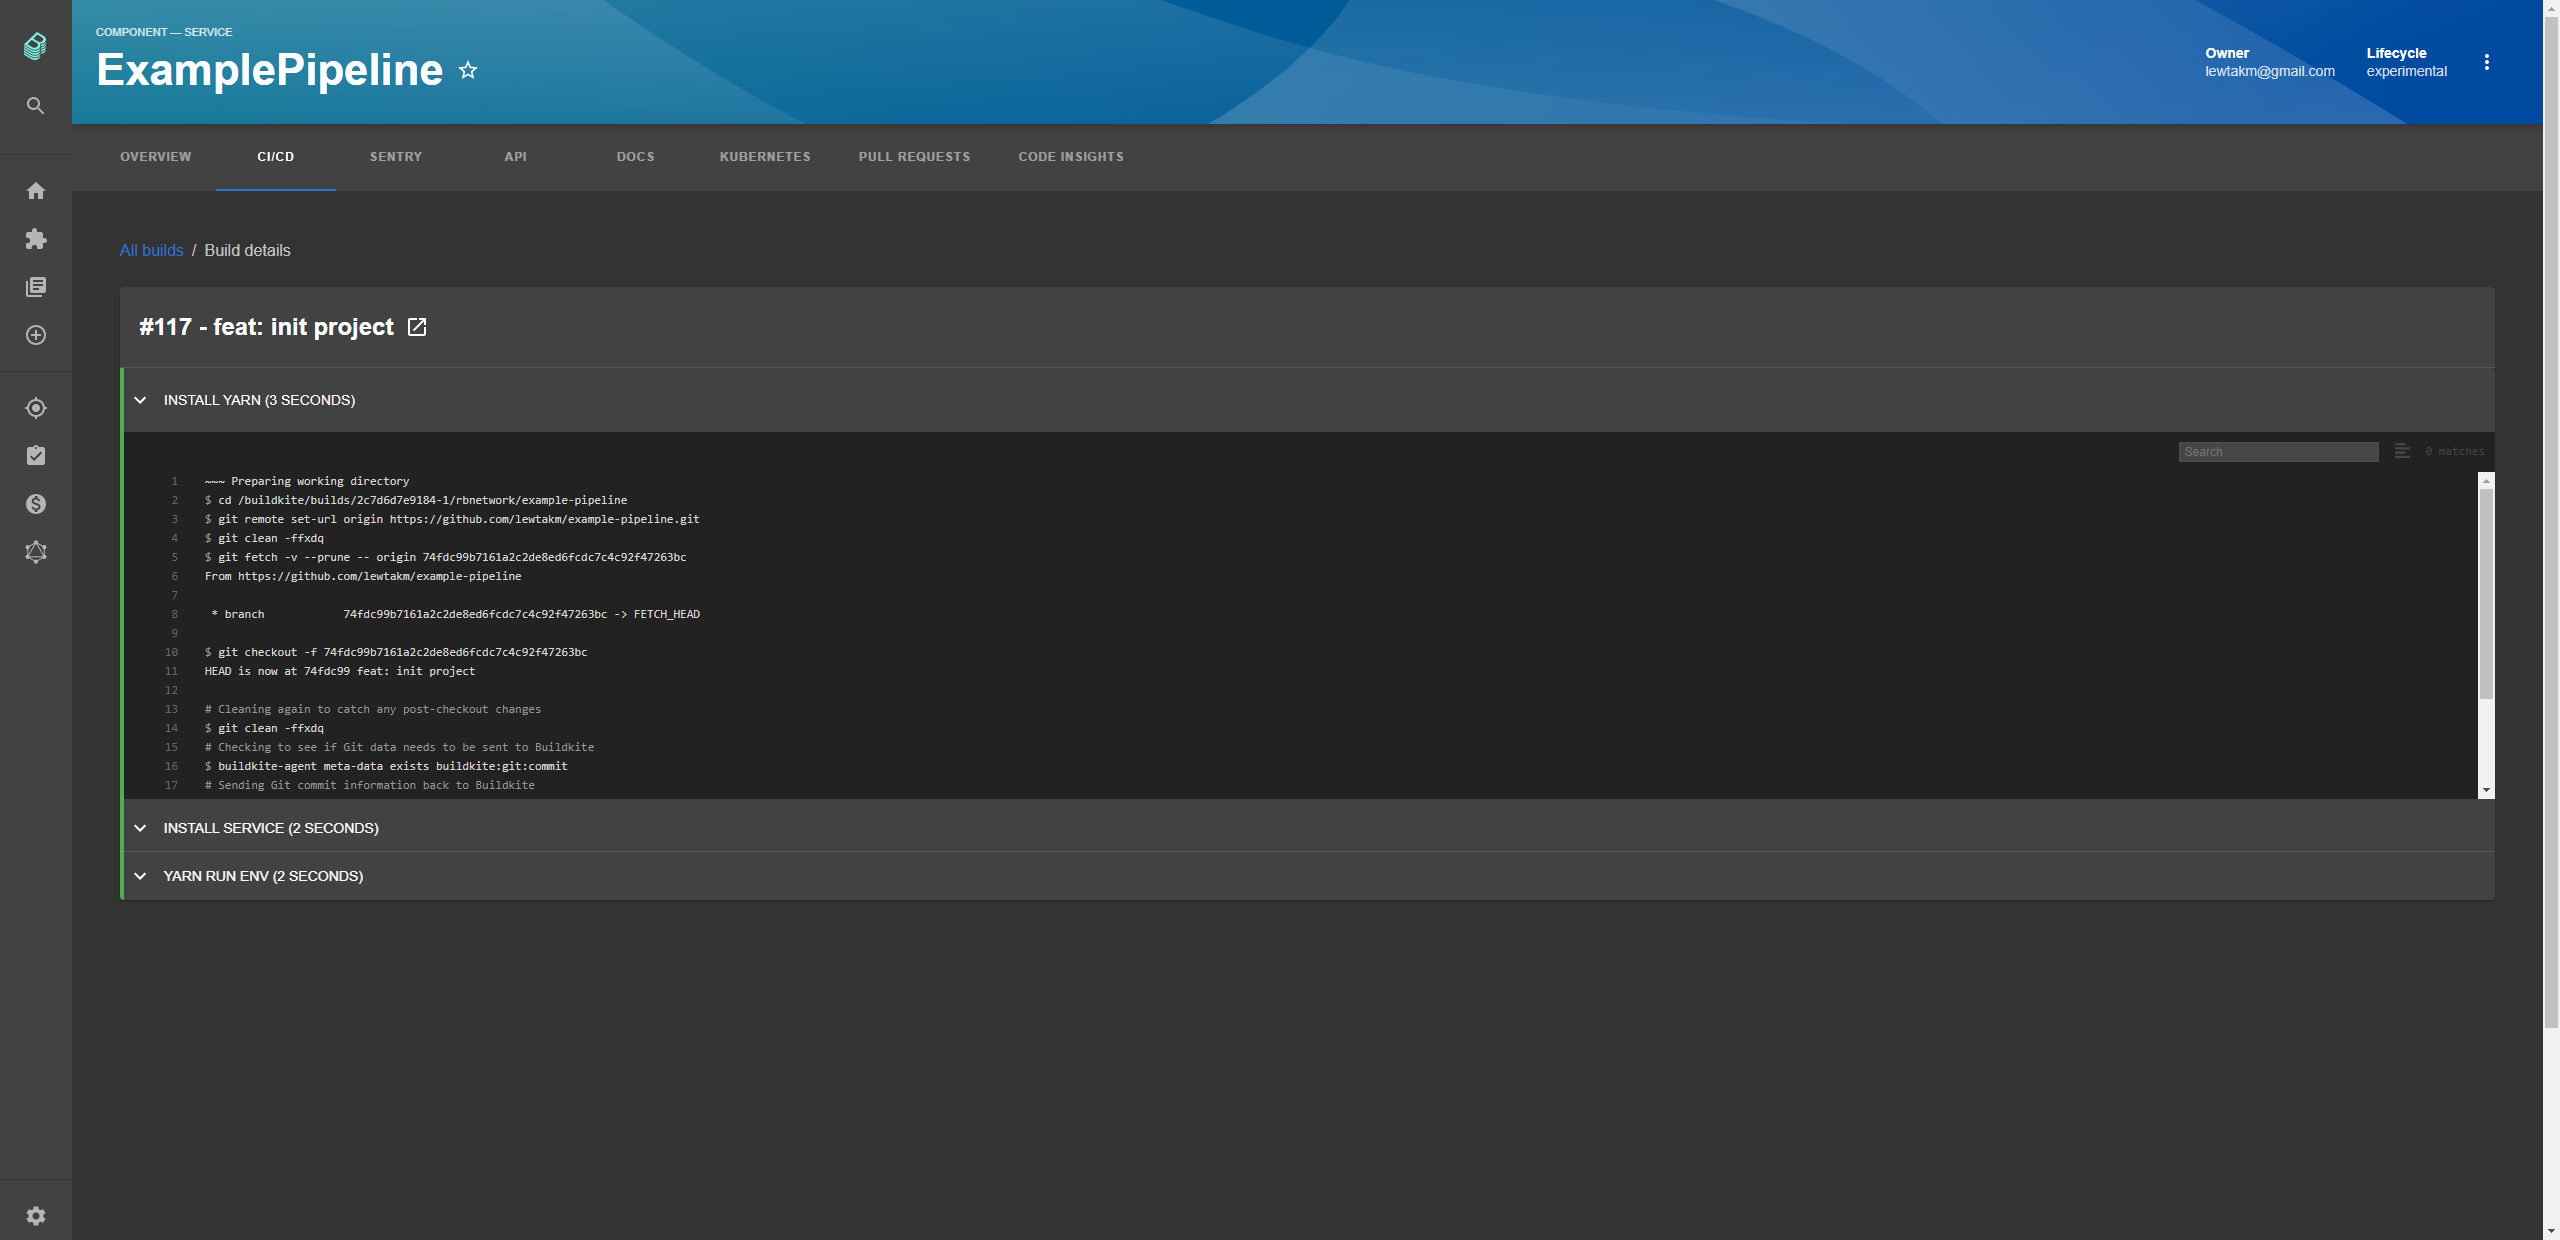 COMPONENT — SERVICE
ExamplePipeline
Owner
lewtakm@gmail.com
Lifecycle
experimental
OVERVIEW
CI/CD
SENTRY
API
DOCS
KUBERNETES
PULL REQUESTS
CODE INSIGHTS
All builds / Build details
#117 - feat: init project
INSTALL YARN (3 SECONDS)
Search
0 matches
1 ~~~ Preparing working directory
2 $ cd /buildkite/builds/2c7d6d7e9184-1/rbnetwork/example-pipeline
3 $ git remote set-url origin https://github.com/lewtakm/example-pipeline.git
4 $ git clean -ffxdq
5 $ git fetch -v --prune -- origin 74fdc99b7161a2c2de8ed6fcdc7c4c92f47263bc
6 From https://github.com/lewtakm/example-pipeline
7
8 * branch            74fdc99b7161a2c2de8ed6fcdc7c4c92f47263bc -> FETCH_HEAD
9
10 $ git checkout -f 74fdc99b7161a2c2de8ed6fcdc7c4c92f47263bc
11 HEAD is now at 74fdc99 feat: init project
12
13 # Cleaning again to catch any post-checkout changes
14 $ git clean -ffxdq
15 # Checking to see if Git data needs to be sent to Buildkite
16 $ buildkite-agent meta-data exists buildkite:git:commit
17 # Sending Git commit information back to Buildkite
INSTALL SERVICE (2 SECONDS)
YARN RUN ENV (2 SECONDS)